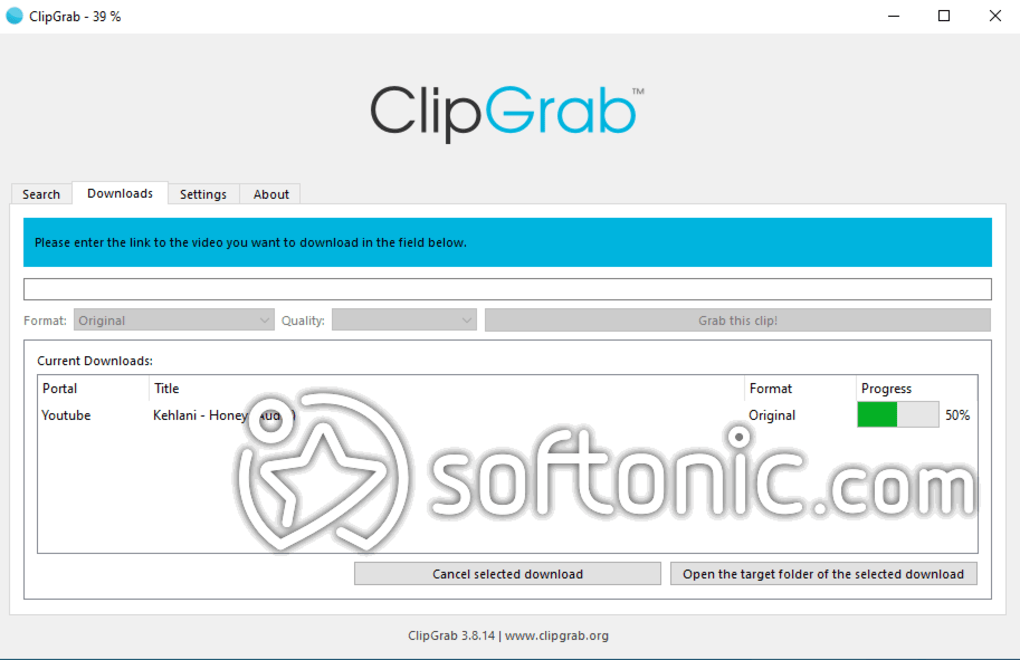 ClipGrab - 39 %
ClipGrab™
Search Downloads Settings About
Please enter the link to the video you want to download in the field below.
Format: Original Quality: Grab this clip!
Current Downloads:
Portal Title Format Progress
Youtube Kehlani - Honey Original 50%
softonic.com
Cancel selected download Open the target folder of the selected download
ClipGrab 3.8.14 | www.clipgrab.org